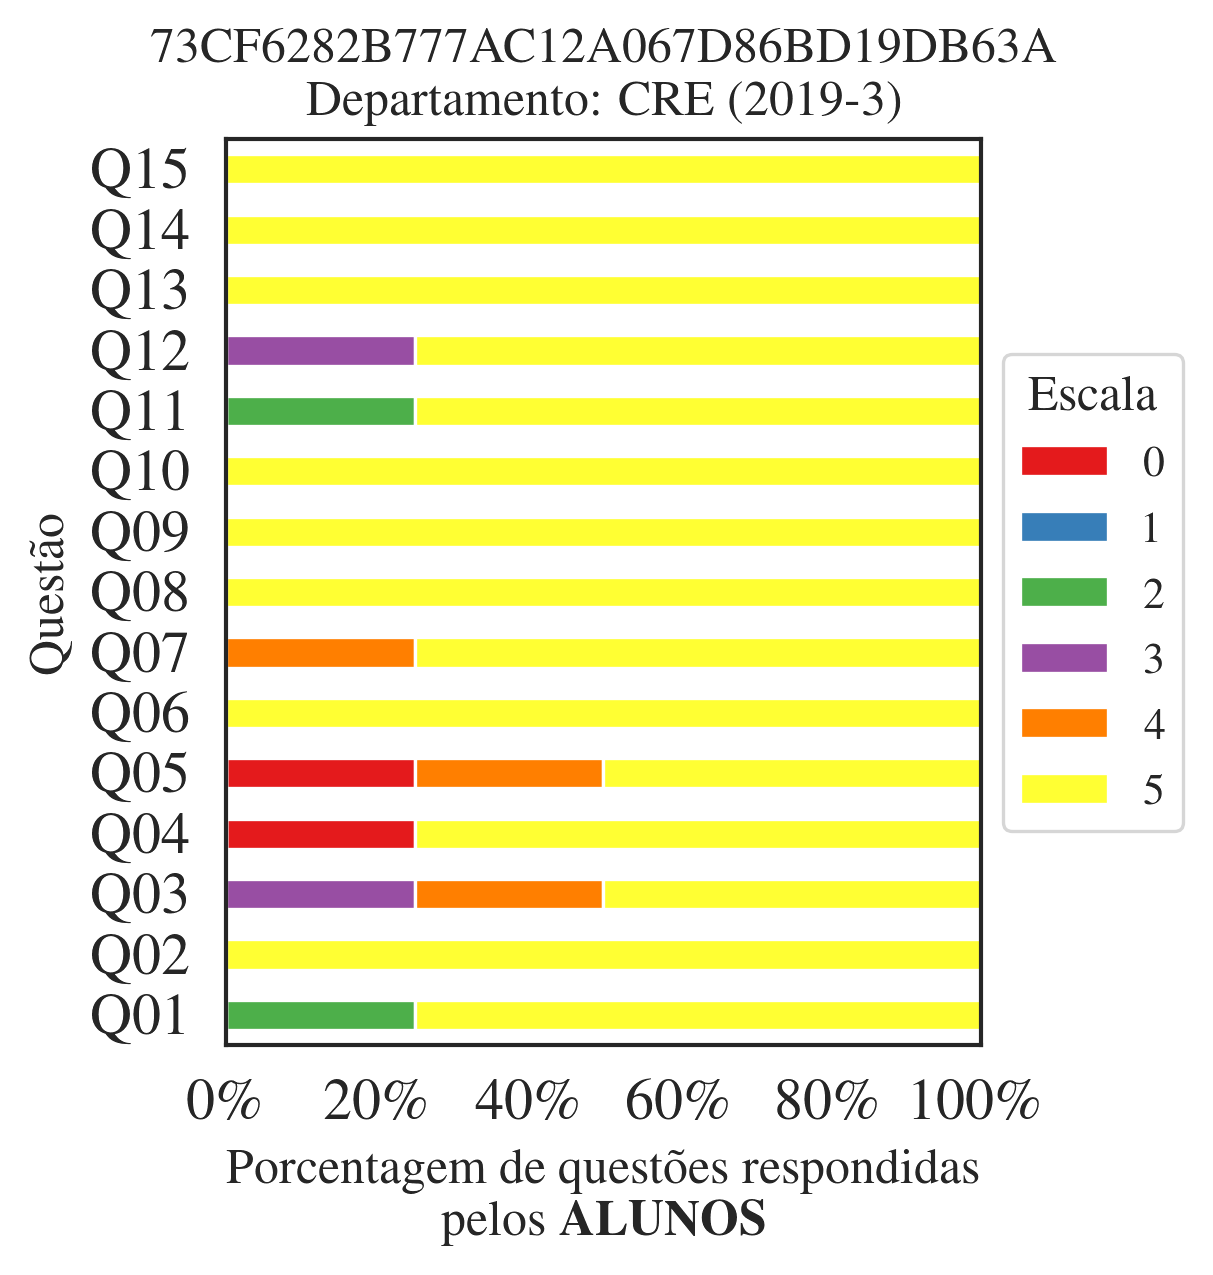 73CF6282B777AC12A067D86BD19DB63A
Departamento: CRE (2019-3)
Questão
Q15
Q14
Q13
Q12
Q11
Q10
Q09
Q08
Q07
Q06
Q05
Q04
Q03
Q02
Q01
0% 20% 40% 60% 80% 100%
Porcentagem de questões respondidas
pelos ALUNOS
Escala
0
1
2
3
4
5